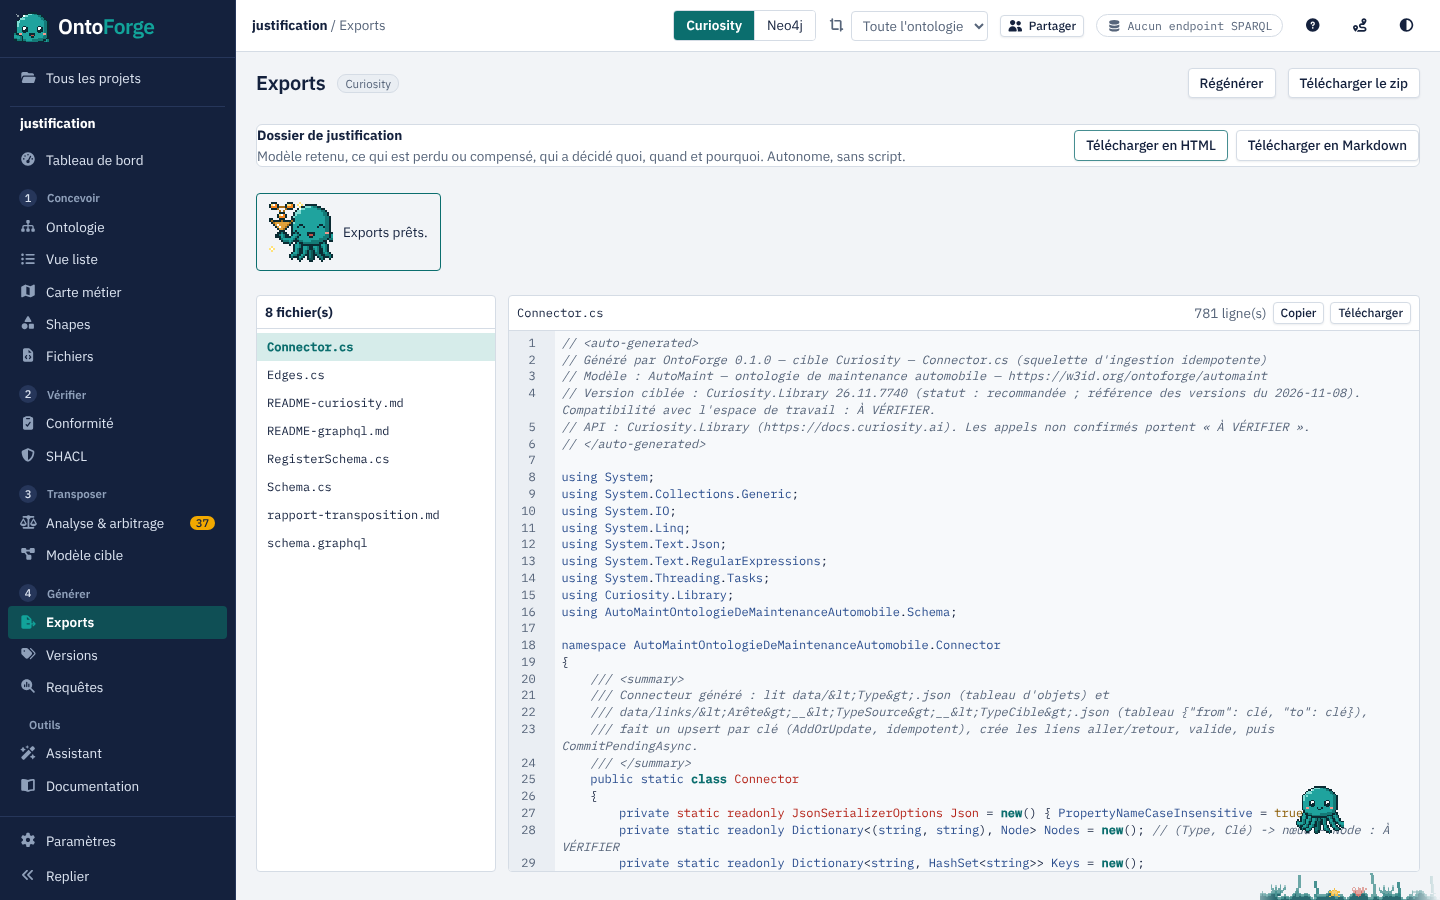 OntoForge
Tous les projets
justification
Tableau de bord
1 Concevoir
Ontologie
Vue liste
Carte métier
Shapes
Fichiers
2 Vérifier
Conformité
SHACL
3 Transposer
Analyse & arbitrage 37
Modèle cible
4 Générer
Exports
Versions
Requêtes
Outils
Assistant
Documentation
Paramètres
Replier
justification / Exports
Curiosity Neo4j Toute l'ontologie Partager Aucun endpoint SPARQL
Exports Curiosity Régénérer Télécharger le zip
Dossier de justification
Modèle retenu, ce qui est perdu ou compensé, qui a décidé quoi, quand et pourquoi. Autonome, sans script.
Télécharger en HTML Télécharger en Markdown
Exports prêts.
8 fichier(s)
Connector.cs
Edges.cs
README-curiosity.md
README-graphql.md
RegisterSchema.cs
Schema.cs
rapport-transposition.md
schema.graphql
Connector.cs 781 ligne(s) Copier Télécharger
1 // <auto-generated>
2 // Généré par OntoForge 0.1.0 — cible Curiosity — Connector.cs (squelette d'ingestion idempotente)
3 // Modèle : AutoMaint — ontologie de maintenance automobile — https://w3id.org/ontoforge/automaint
4 // Version ciblée : Curiosity.Library 26.11.7740 (statut : recommandée ; référence des versions du 2026-11-08).
Compatibilité avec l'espace de travail : À VÉRIFIER.
5 // API : Curiosity.Library (https://docs.curiosity.ai). Les appels non confirmés portent « À VÉRIFIER ».
6 // </auto-generated>
7
8 using System;
9 using System.Collections.Generic;
10 using System.IO;
11 using System.Linq;
12 using System.Text.Json;
13 using System.Text.RegularExpressions;
14 using System.Threading.Tasks;
15 using Curiosity.Library;
16 using AutoMaintOntologieDeMaintenanceAutomobile.Schema;
17
18 namespace AutoMaintOntologieDeMaintenanceAutomobile.Connector
19 {
20 /// <summary>
21 /// Connecteur généré : lit data/&lt;Type&gt;.json (tableau d'objets) et
22 /// data/links/&lt;Arête&gt;__&lt;TypeSource&gt;__&lt;TypeCible&gt;.json (tableau {"from": clé, "to": clé}),
23 /// fait un upsert par clé (AddOrUpdate, idempotent), crée les liens aller/retour, valide, puis
CommitPendingAsync.
24 /// </summary>
25 public static class Connector
26 {
27 private static readonly JsonSerializerOptions Json = new() { PropertyNameCaseInsensitive = true
28 private static readonly Dictionary<(string, string), Node> Nodes = new(); // (Type, Clé) -> : À
VÉRIFIER
29 private static readonly Dictionary<string, HashSet<string>> Keys = new();